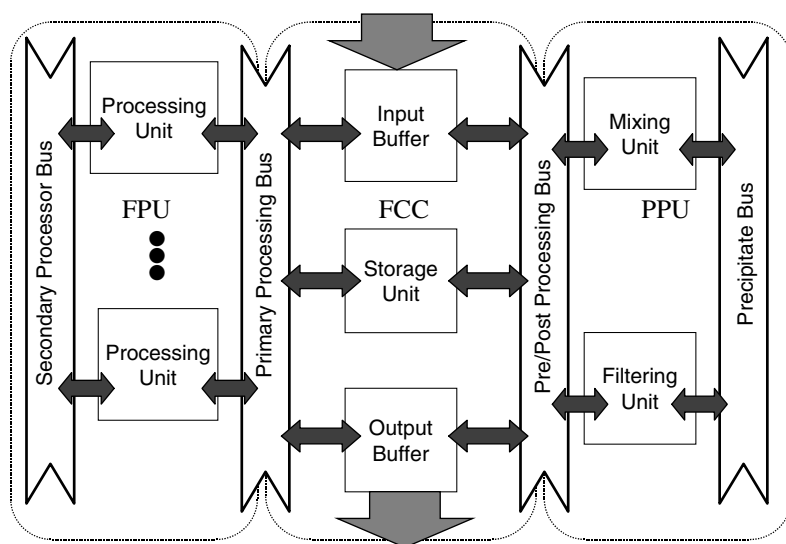 Secondary Processor Bus
Processing
Unit
FPU
Processing
Unit
Primary Processing Bus
Input
Buffer
FCC
Storage
Unit
Output
Buffer
Pre/Post Processing Bus
Mixing
Unit
PPU
Filtering
Unit
Precipitate Bus